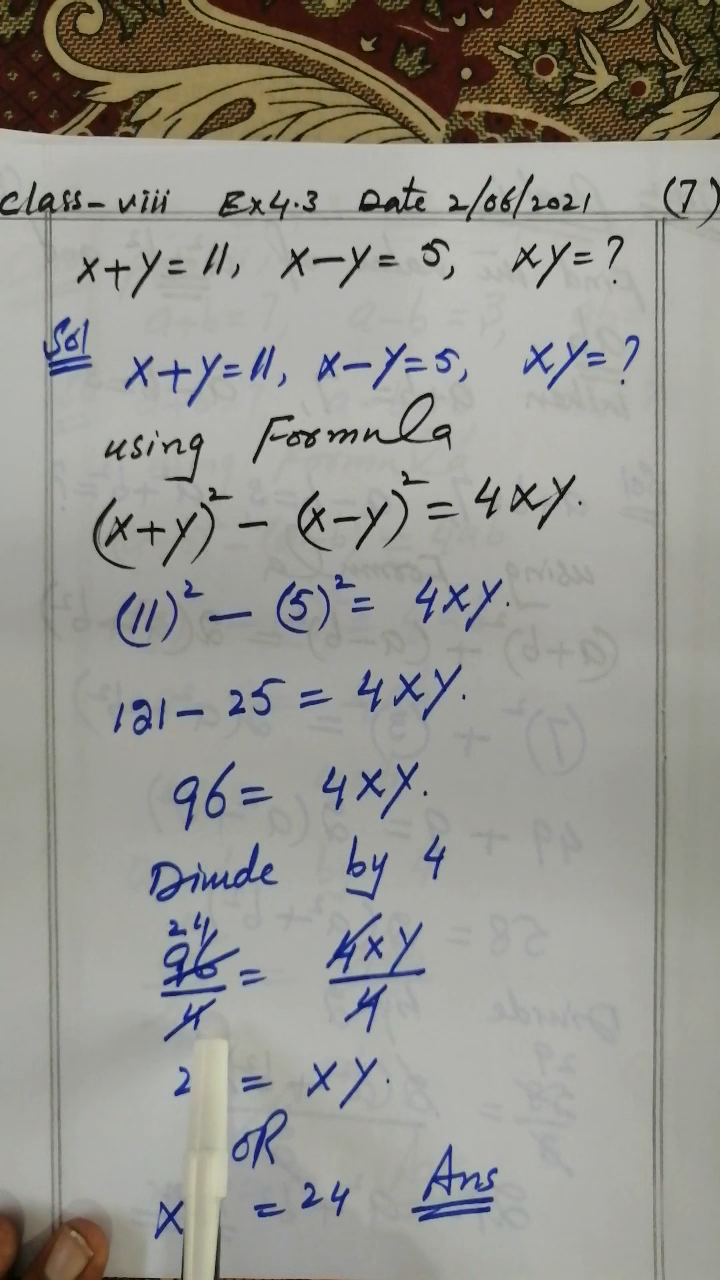 Class-viii Ex4.3 Date 2/06/2021 (7)
x+y=11, x-y=5, xy=?
Sol x+y=11, x-y=5, xy=?
using Formula
(x+y)² - (x-y)² = 4xy.
(11)² - (5)² = 4xy.
121 - 25 = 4xy.
96 = 4xy.
Divide by 4
24
96/4 = 4xy/4
2 = xy.
OR
x = 24 Ans